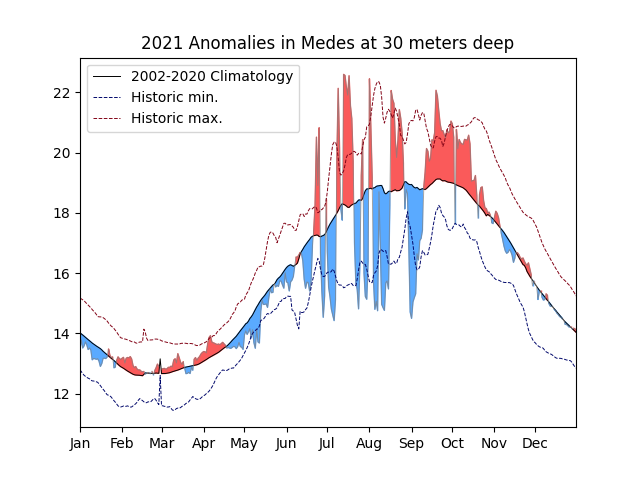 2021 Anomalies in Medes at 30 meters deep
2002-2020 Climatology
Historic min.
Historic max.
22
20
18
16
14
12
Jan Feb Mar Apr May Jun Jul Aug Sep Oct Nov Dec